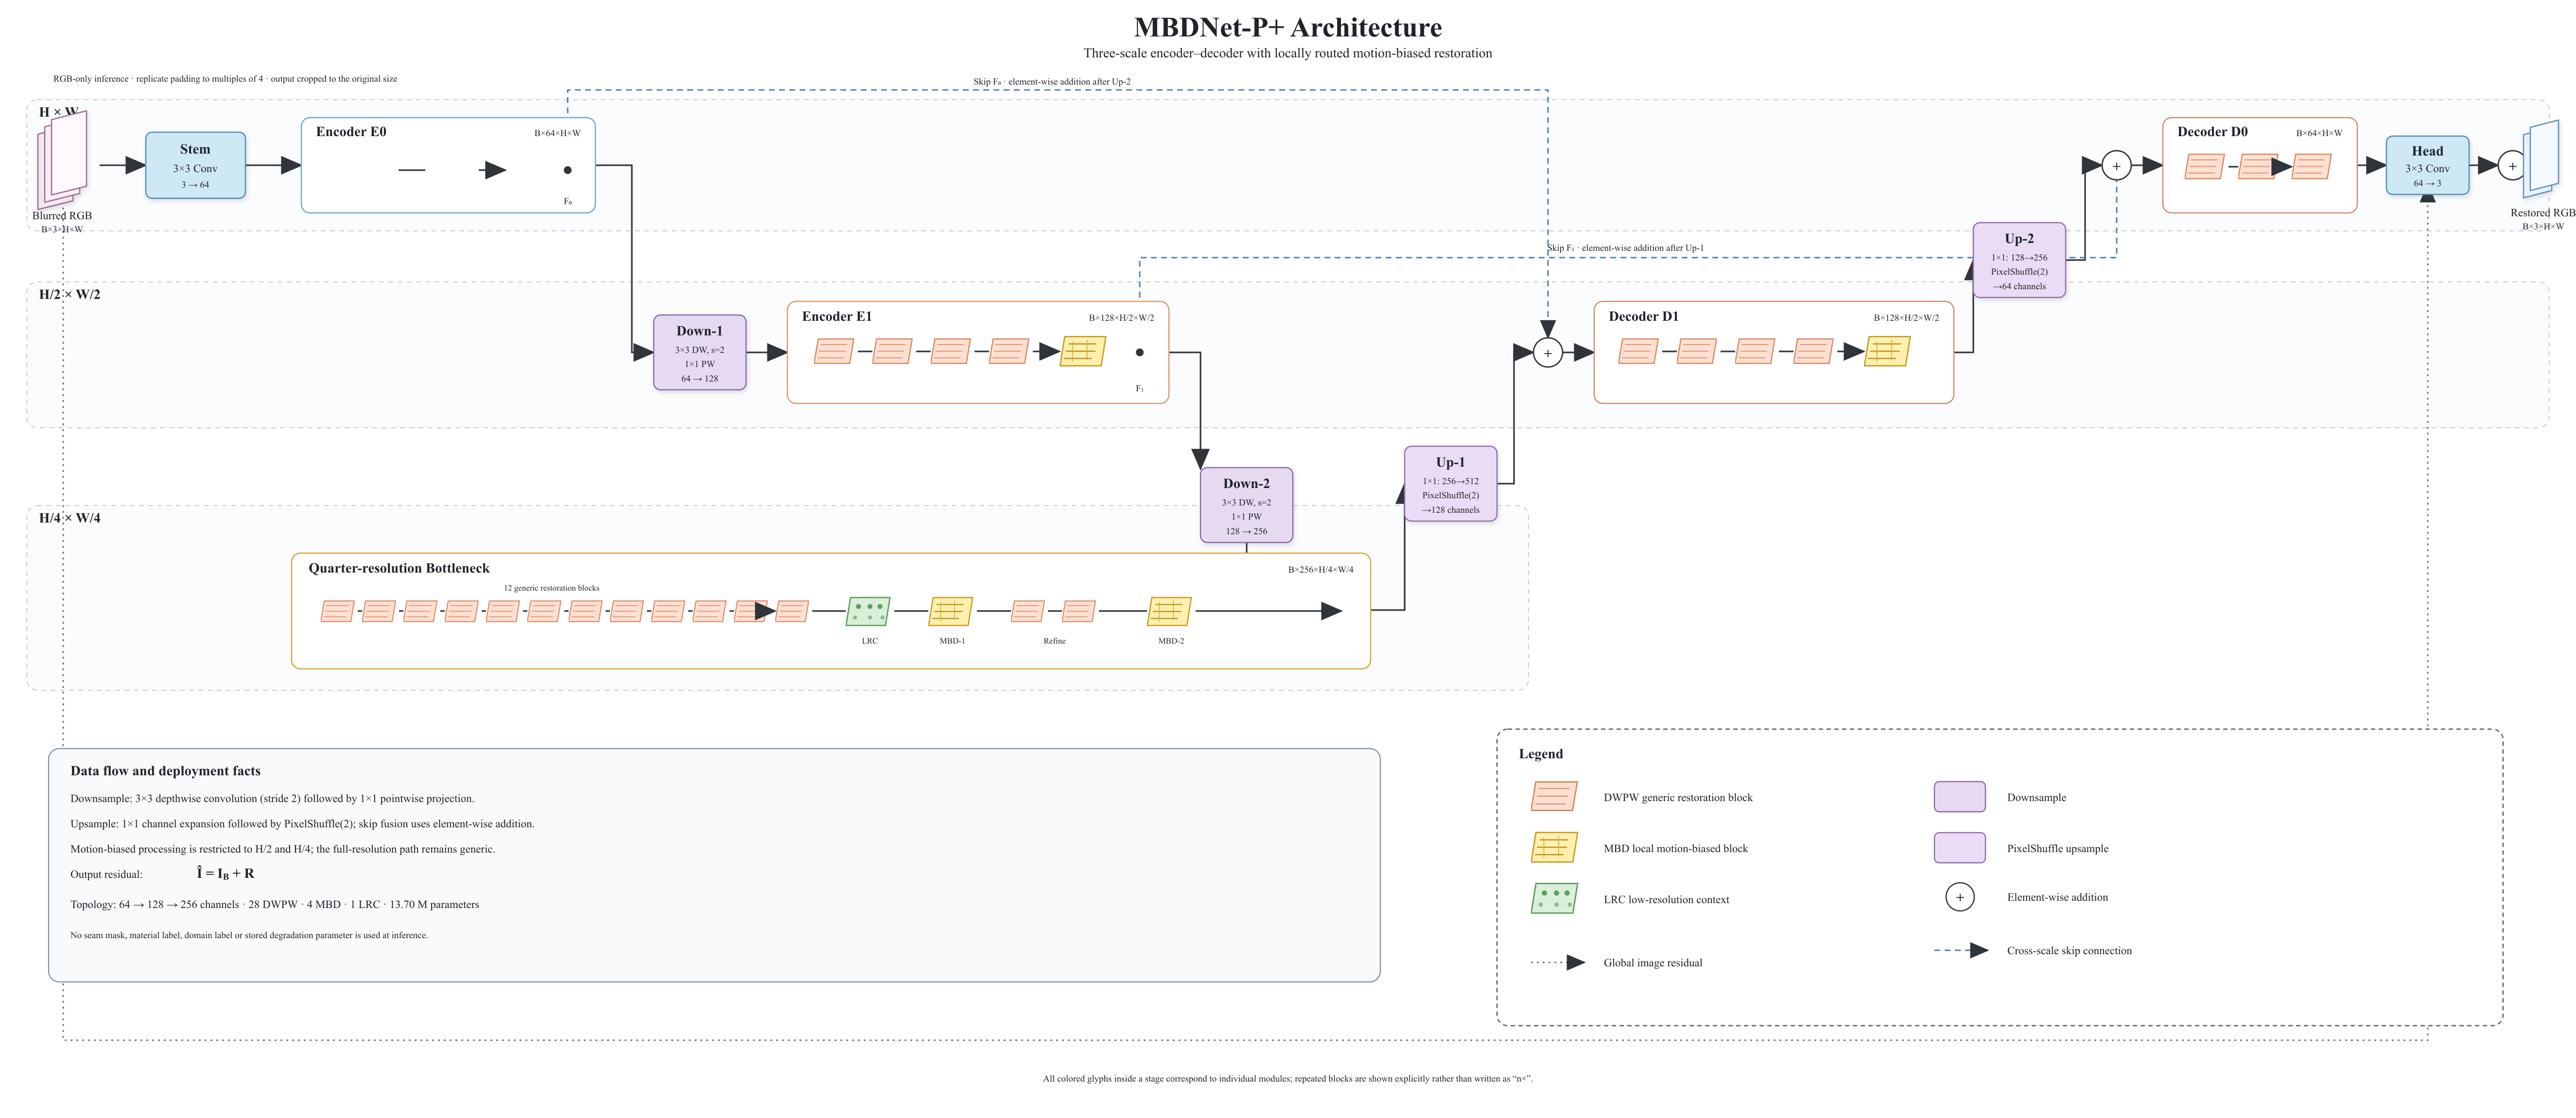 MBDNet-P+ Architecture
Three-scale encoder–decoder with locally routed motion-biased restoration
RGB-only inference · replicate padding to multiples of 4 · output cropped to the original size
Skip F₀ · element-wise addition after Up-2
H × W
Blurred RGB
B×3×H×W
Stem
3×3 Conv
3 → 64
Encoder E0
B×64×H×W
F₀
Decoder D0
B×64×H×W
Head
3×3 Conv
64 → 3
+
+
Restored RGB
B×3×H×W
Up-2
1×1: 128→256
PixelShuffle(2)
→64 channels
Skip F₁ · element-wise addition after Up-1
H/2 × W/2
Down-1
3×3 DW, s=2
1×1 PW
64 → 128
Encoder E1
B×128×H/2×W/2
F₁
+
Decoder D1
B×128×H/2×W/2
Down-2
3×3 DW, s=2
1×1 PW
128 → 256
Up-1
1×1: 256→512
PixelShuffle(2)
→128 channels
H/4 × W/4
Quarter-resolution Bottleneck
B×256×H/4×W/4
12 generic restoration blocks
LRC
MBD-1
Refine
MBD-2
Data flow and deployment facts
Downsample: 3×3 depthwise convolution (stride 2) followed by 1×1 pointwise projection.
Upsample: 1×1 channel expansion followed by PixelShuffle(2); skip fusion uses element-wise addition.
Motion-biased processing is restricted to H/2 and H/4; the full-resolution path remains generic.
Output residual: Î = I_B + R
Topology: 64 → 128 → 256 channels · 28 DWPW · 4 MBD · 1 LRC · 13.70 M parameters
No seam mask, material label, domain label or stored degradation parameter is used at inference.
Legend
DWPW generic restoration block
Downsample
MBD local motion-biased block
PixelShuffle upsample
LRC low-resolution context
+
Element-wise addition
Global image residual
Cross-scale skip connection
All colored glyphs inside a stage correspond to individual modules; repeated blocks are shown explicitly rather than written as “n×”.